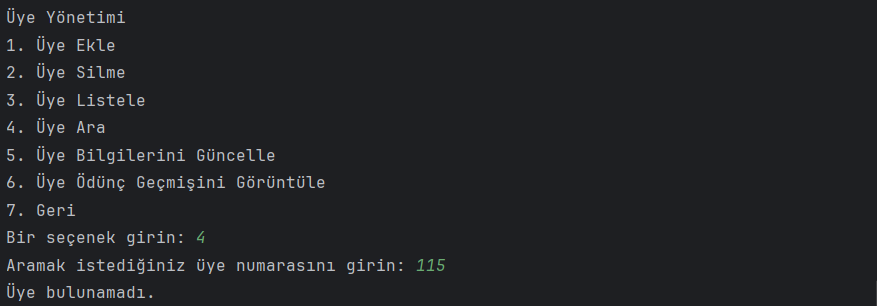 Üye Yönetimi
1. Üye Ekle
2. Üye Silme
3. Üye Listele
4. Üye Ara
5. Üye Bilgilerini Güncelle
6. Üye Ödünç Geçmişini Görüntüle
7. Geri
Bir seçenek girin: 4
Aramak istediğiniz üye numarasını girin: 115
Üye bulunamadı.